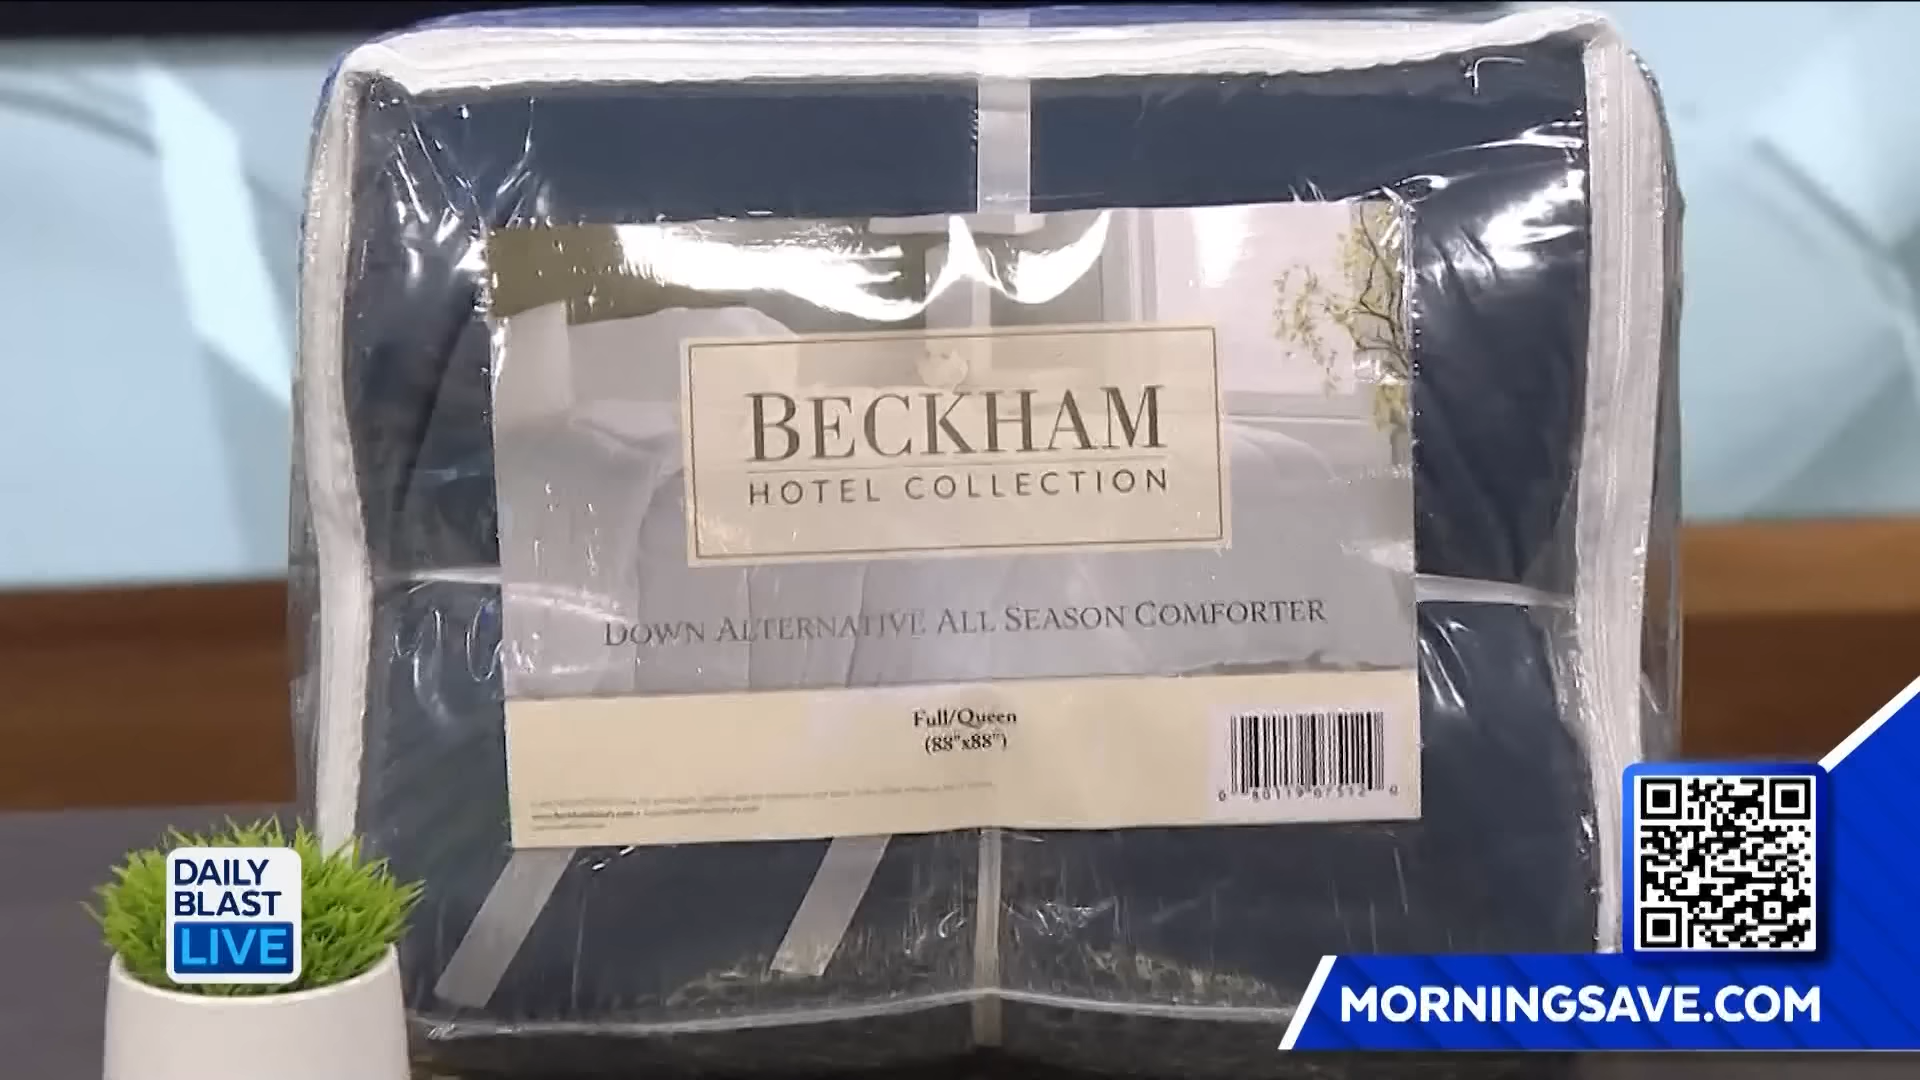 BECKHAM
HOTEL COLLECTION
DOWN ALTERNATIVE ALL SEASON COMFORTER
Full/Queen
(88"x88")
DAILY
BLAST
LIVE
MORNINGSAVE.COM